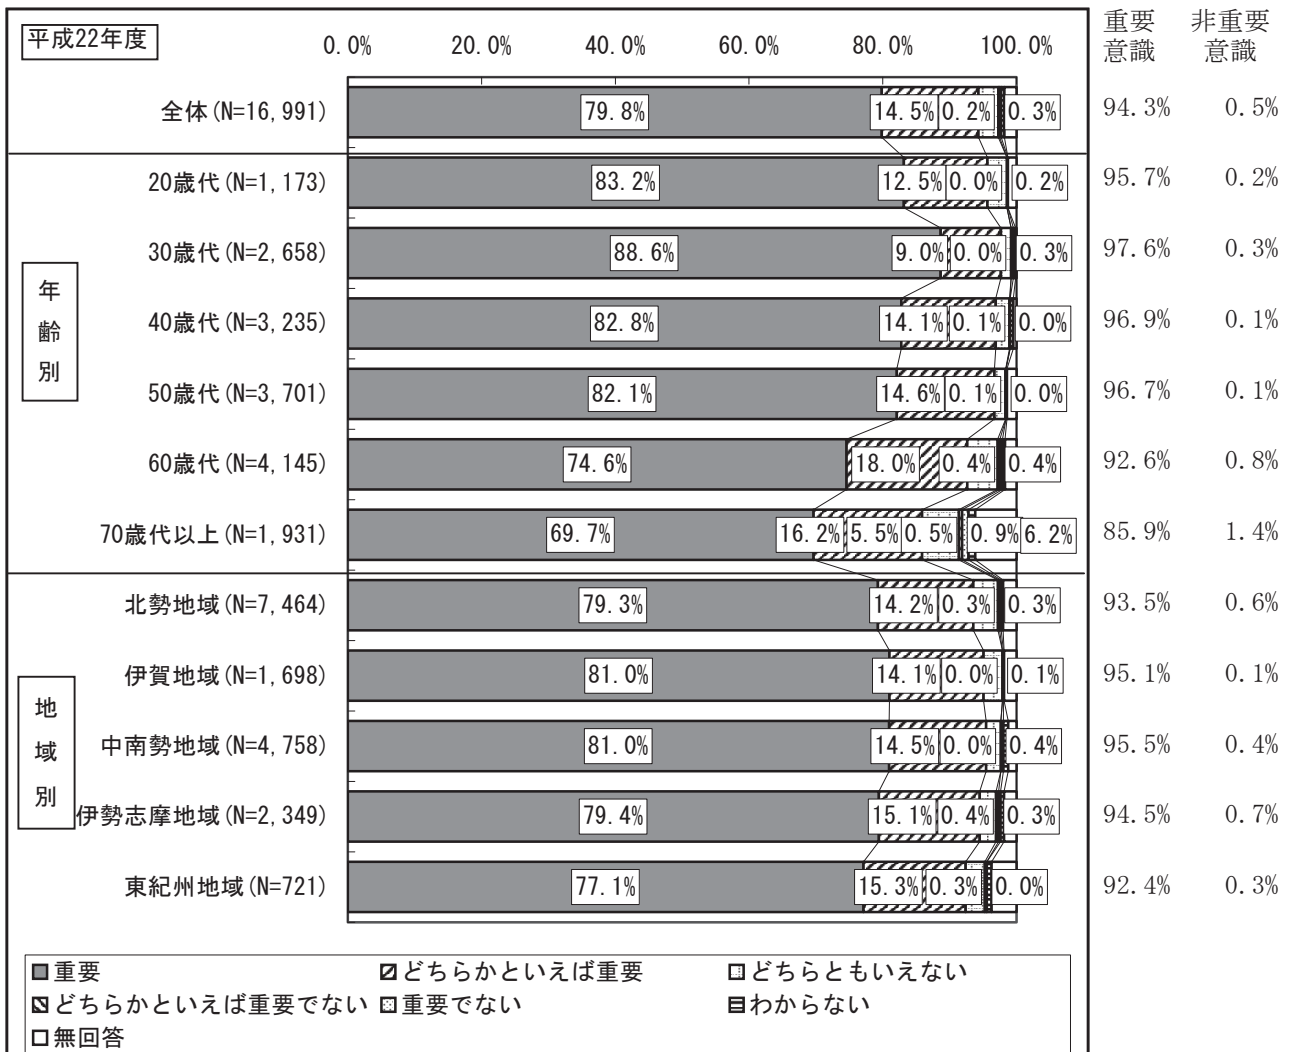 平成22年度
0.0% 20.0% 40.0% 60.0% 80.0% 100.0%
重要意識 非重要意識
全体(N=16,991) 79.8% 14.5% 0.2% 0.3% 94.3% 0.5%
年齢別
20歳代(N=1,173) 83.2% 12.5% 0.0% 0.2% 95.7% 0.2%
30歳代(N=2,658) 88.6% 9.0% 0.0% 0.3% 97.6% 0.3%
40歳代(N=3,235) 82.8% 14.1% 0.1% 0.0% 96.9% 0.1%
50歳代(N=3,701) 82.1% 14.6% 0.1% 0.0% 96.7% 0.1%
60歳代(N=4,145) 74.6% 18.0% 0.4% 0.4% 92.6% 0.8%
70歳代以上(N=1,931) 69.7% 16.2% 5.5% 0.5% 0.9% 6.2% 85.9% 1.4%
地域別
北勢地域(N=7,464) 79.3% 14.2% 0.3% 0.3% 93.5% 0.6%
伊賀地域(N=1,698) 81.0% 14.1% 0.0% 0.1% 95.1% 0.1%
中南勢地域(N=4,758) 81.0% 14.5% 0.0% 0.4% 95.5% 0.4%
伊勢志摩地域(N=2,349) 79.4% 15.1% 0.4% 0.3% 94.5% 0.7%
東紀州地域(N=721) 77.1% 15.3% 0.3% 0.0% 92.4% 0.3%
重要 どちらかといえば重要 どちらともいえない
どちらかといえば重要でない 重要でない わからない
無回答